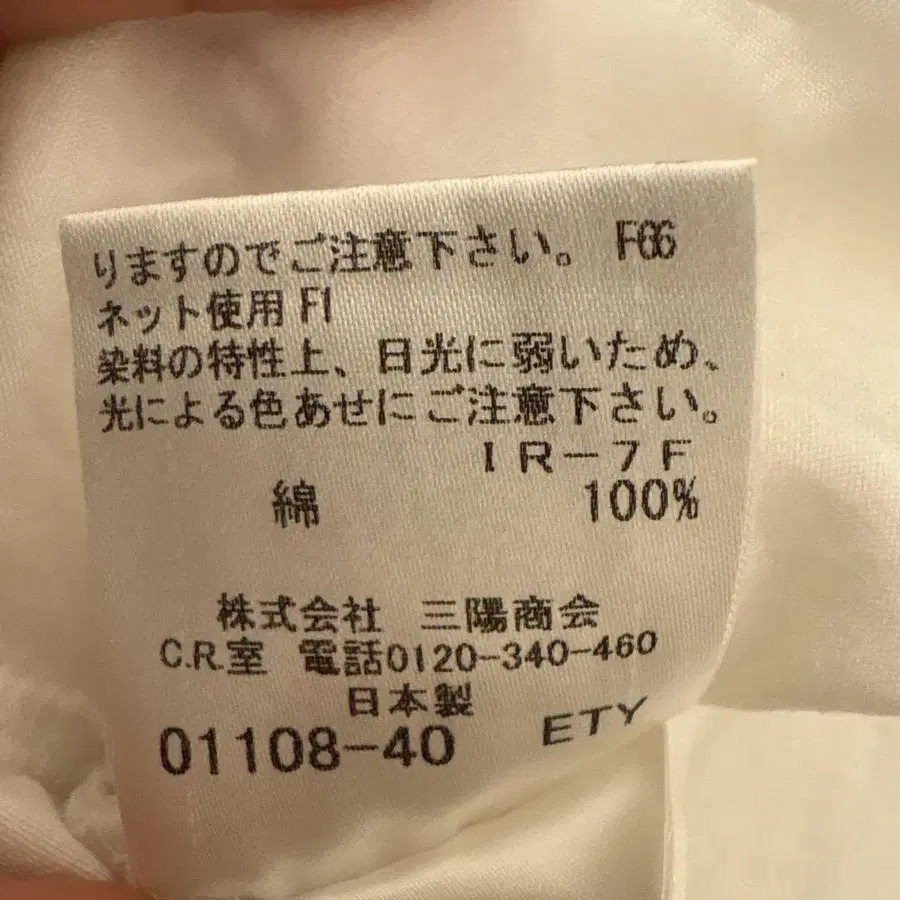 りますのでご注意下さい。 F66
ネット使用 F1
染料の特性上、日光に弱いため、
光による色あせにご注意下さい。
IR-7F
綿 100%
株式会社 三陽商会
C.R.室 電話0120-340-460
日本製
01108-40 ETY